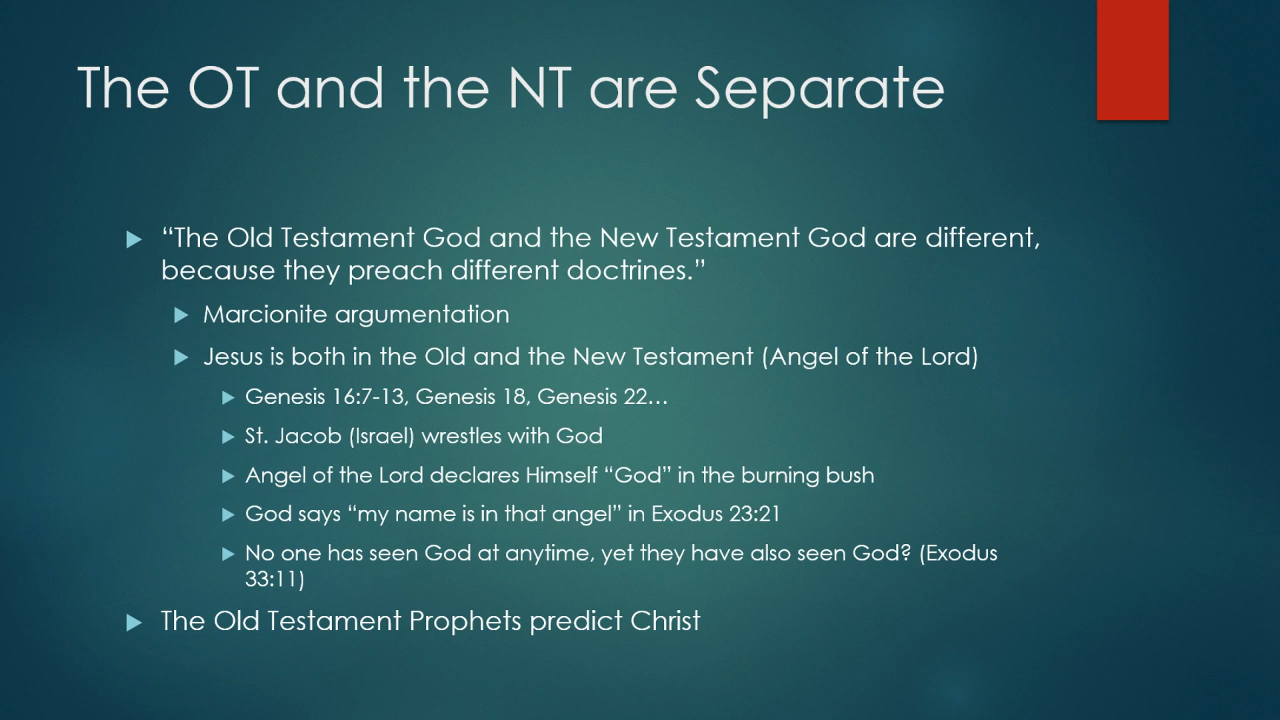 The OT and the NT are Separate
“The Old Testament God and the New Testament God are different,
because they preach different doctrines.”
Marcionite argumentation
Jesus is both in the Old and the New Testament (Angel of the Lord)
Genesis 16:7-13, Genesis 18, Genesis 22…
St. Jacob (Israel) wrestles with God
Angel of the Lord declares Himself “God” in the burning bush
God says “my name is in that angel” in Exodus 23:21
No one has seen God at anytime, yet they have also seen God? (Exodus
33:11)
The Old Testament Prophets predict Christ